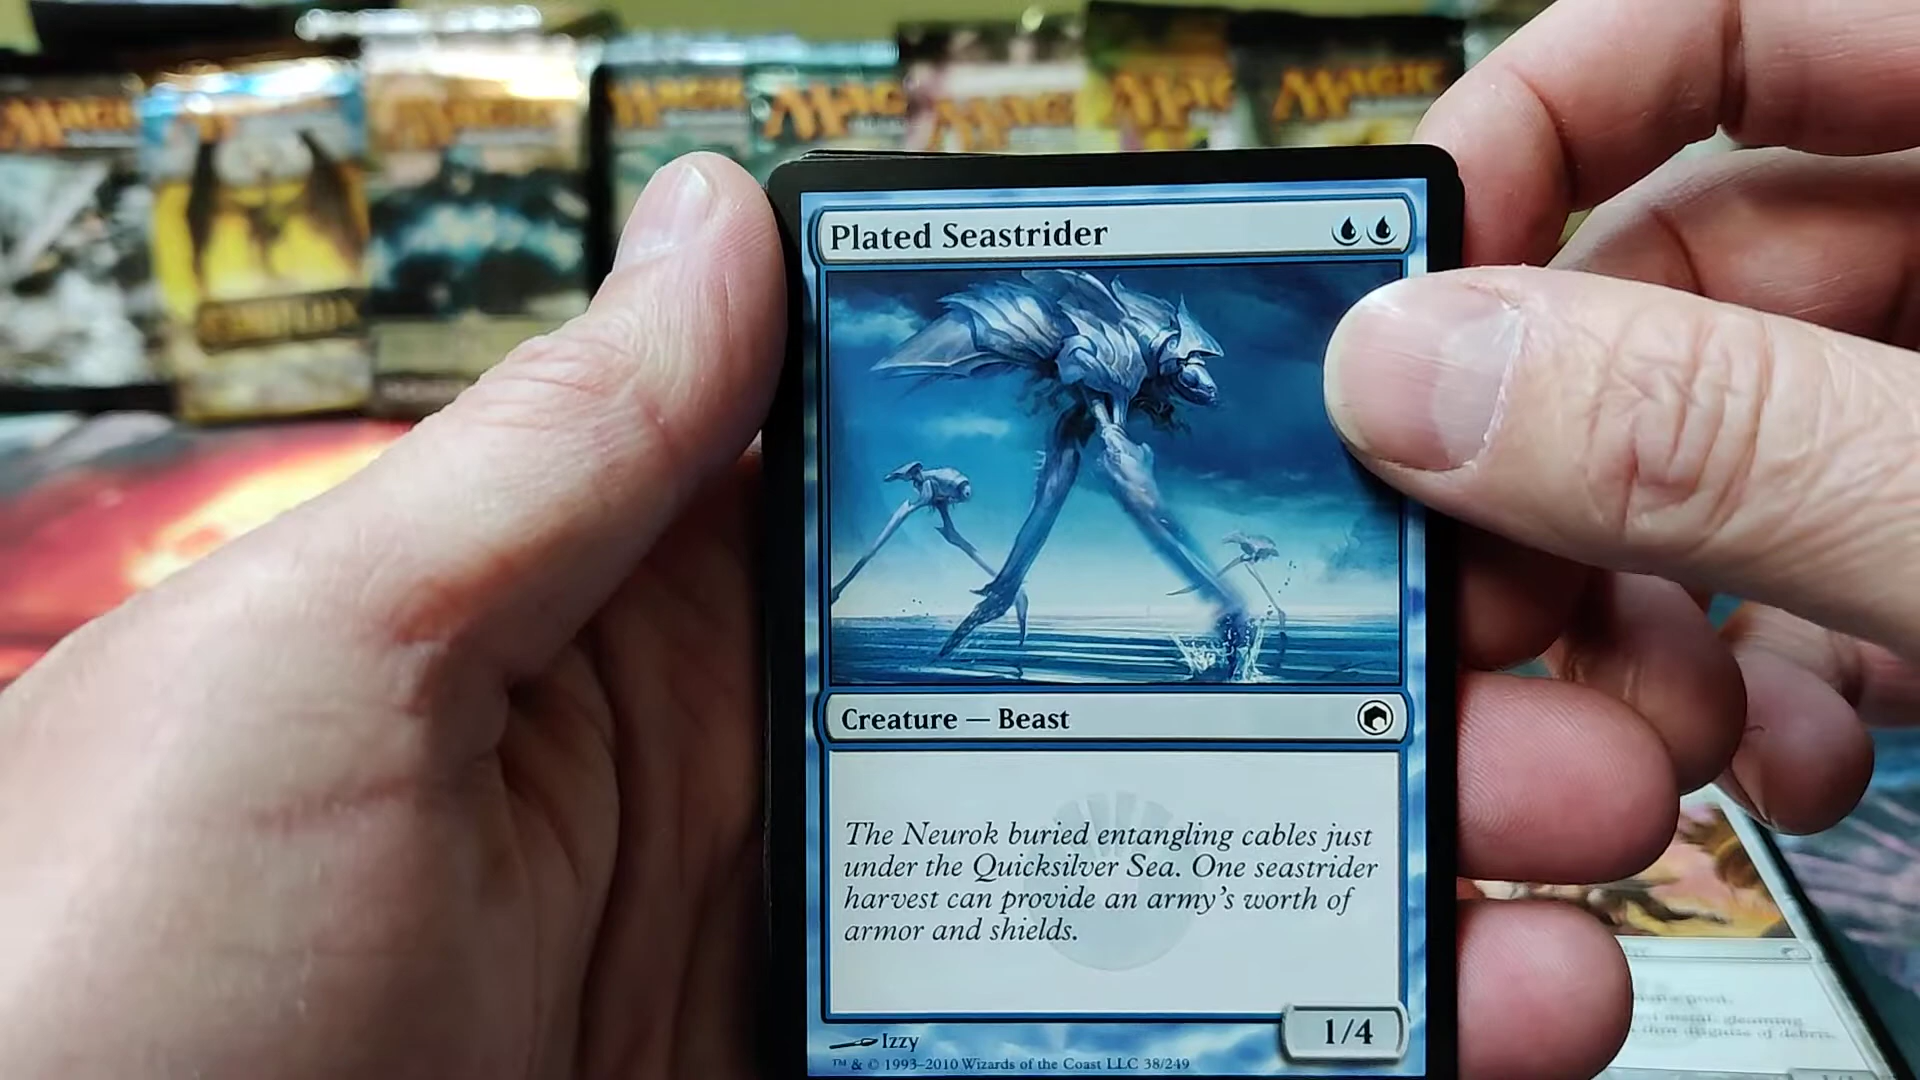 Magic
Magic
Magic
Magic
Magic
Magic
Magic
Plated Seastrider
Creature — Beast
The Neurok buried entangling cables just
under the Quicksilver Sea. One seastrider
harvest can provide an army's worth of
armor and shields.
1/4
Izzy
™ & © 1993–2010 Wizards of the Coast LLC 38/249